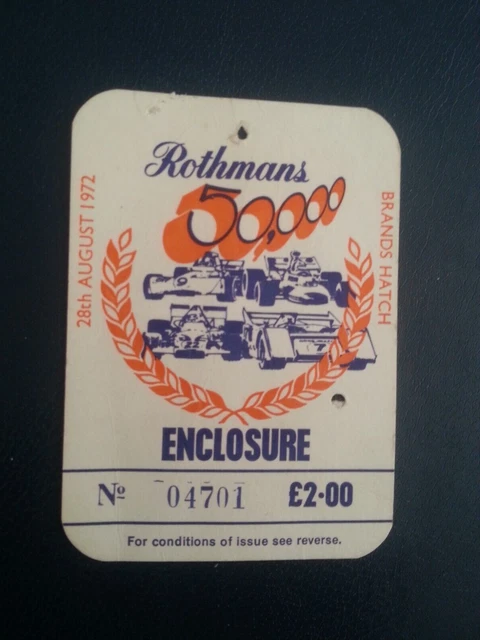 Rothmans
50,000
28th AUGUST 1972
BRANDS HATCH
ENCLOSURE
Nº 04701 £2·00
For conditions of issue see reverse.